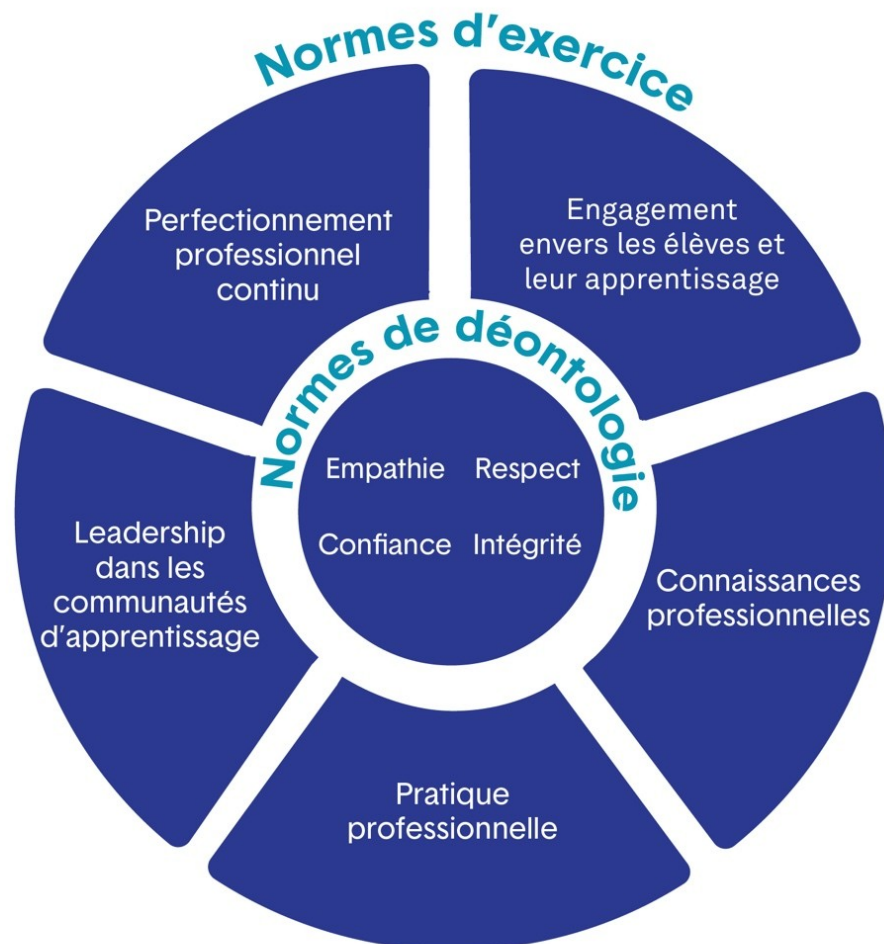 Normes d'exercice
Perfectionnement
professionnel
continu
Engagement
envers les élèves et
leur apprentissage
Normes de déontologie
Empathie Respect
Confiance Intégrité
Leadership
dans les
communautés
d'apprentissage
Connaissances
professionnelles
Pratique
professionnelle